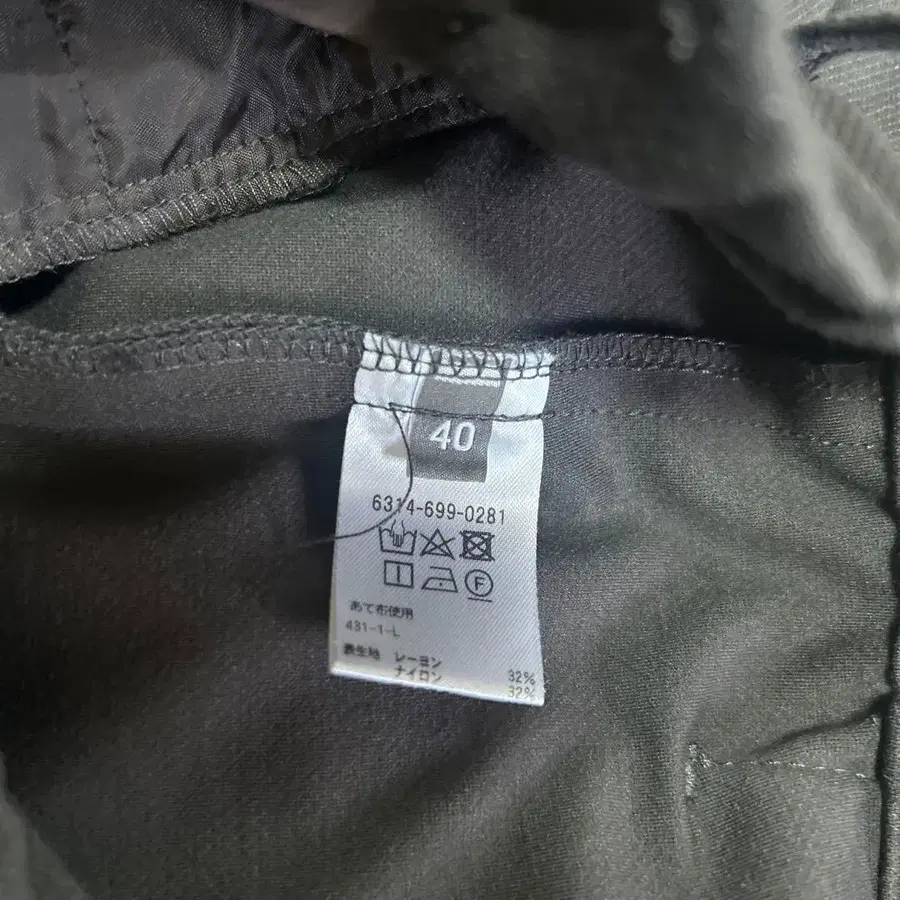 40
6314-699-0281
F
あて布使用
431-1-L
表生地 レーヨン 32%
ナイロン 32%